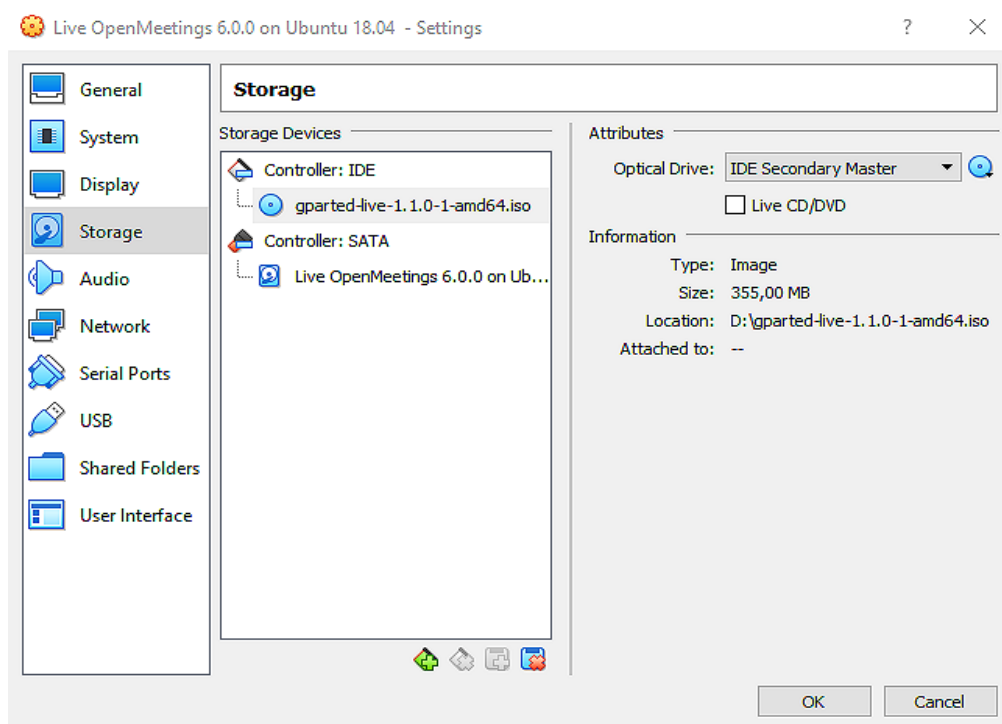 Live OpenMeetings 6.0.0 on Ubuntu 18.04 - Settings
?
General
System
Display
Storage
Audio
Network
Serial Ports
USB
Shared Folders
User Interface
Storage
Storage Devices
Controller: IDE
gparted-live-1.1.0-1-amd64.iso
Controller: SATA
Live OpenMeetings 6.0.0 on Ub...
Attributes
Optical Drive: IDE Secondary Master
Live CD/DVD
Information
Type: Image
Size: 355,00 MB
Location: D:\gparted-live-1.1.0-1-amd64.iso
Attached to: --
OK Cancel